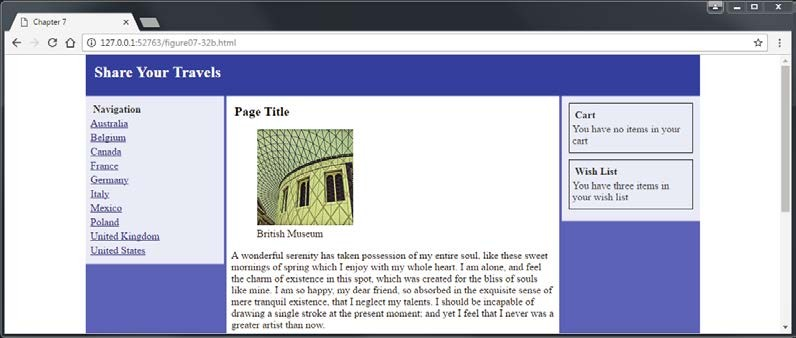 Chapter 7
127.0.0.1:52763/figure07-32b.html
Share Your Travels
Navigation
Australia
Belgium
Canada
France
Germany
Italy
Mexico
Poland
United Kingdom
United States
Page Title
British Museum
A wonderful serenity has taken possession of my entire soul, like these sweet
mornings of spring which I enjoy with my whole heart. I am alone, and feel
the charm of existence in this spot, which was created for the bliss of souls
like mine. I am so happy, my dear friend, so absorbed in the exquisite sense of
mere tranquil existence, that I neglect my talents. I should be incapable of
drawing a single stroke at the present moment; and yet I feel that I never was a
greater artist than now.
Cart
You have no items in your
cart
Wish List
You have three items in
your wish list